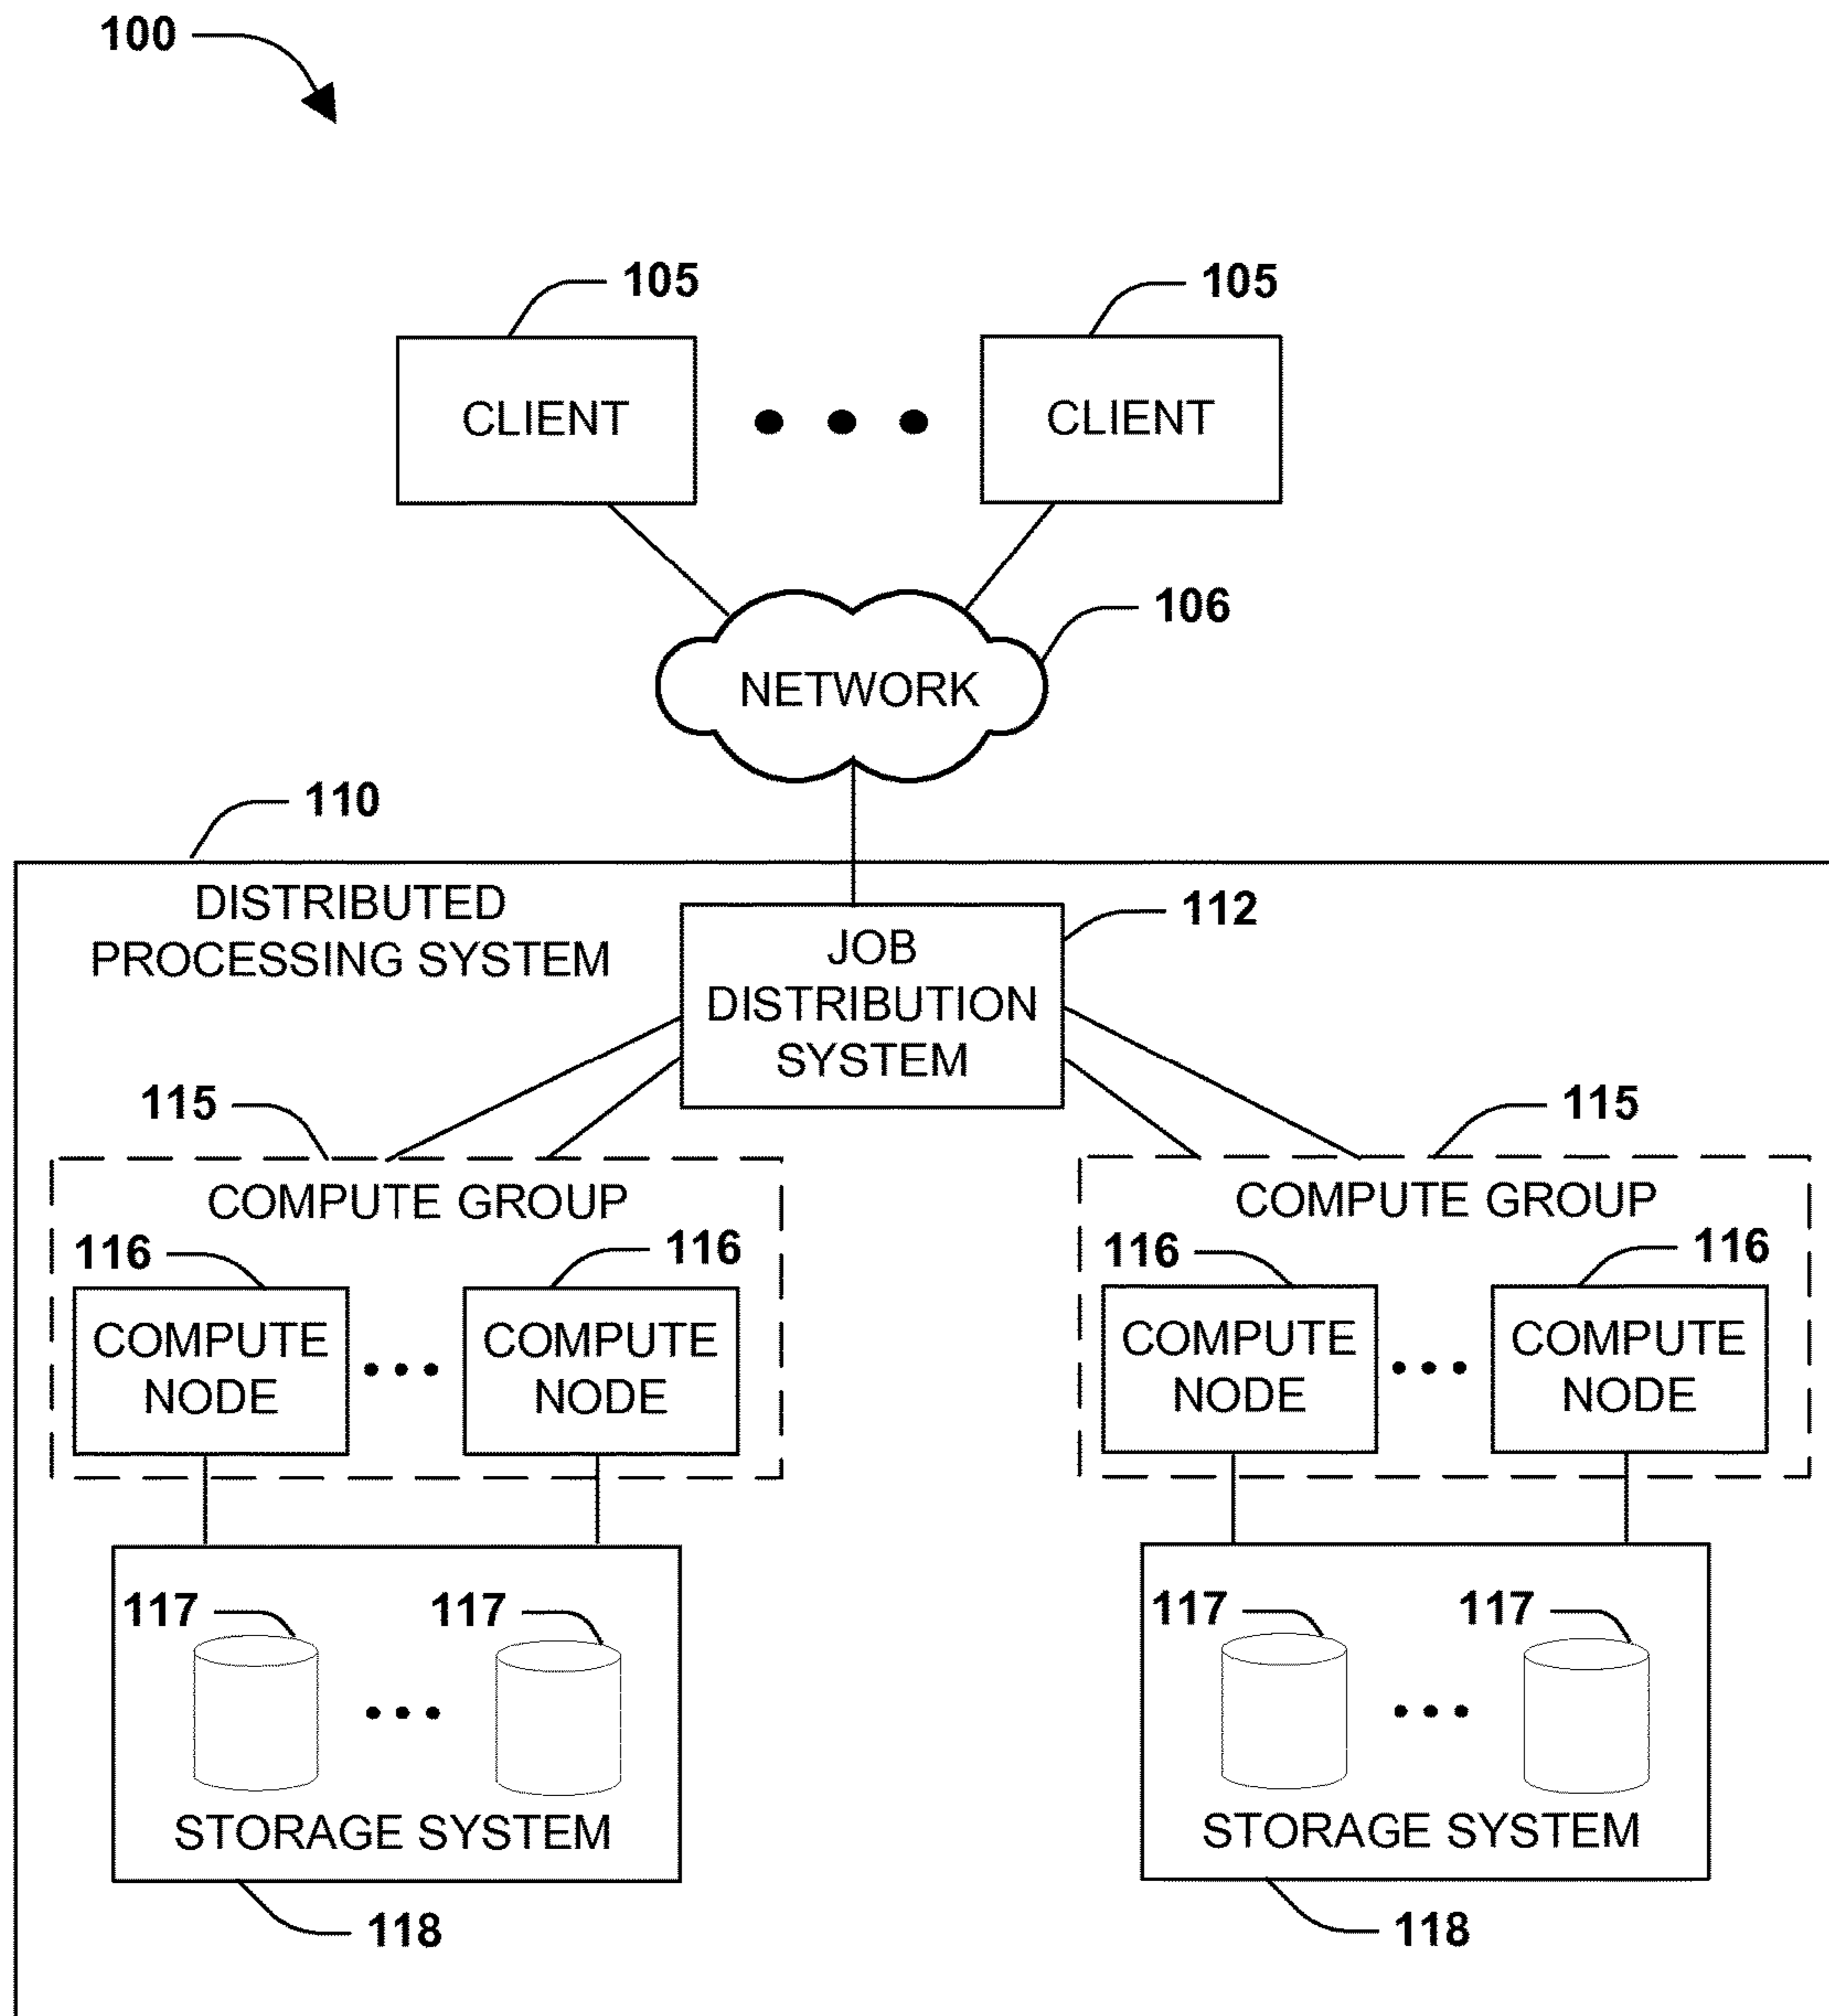 100
105
105
CLIENT
CLIENT
106
NETWORK
110
DISTRIBUTED
PROCESSING SYSTEM
112
JOB
DISTRIBUTION
SYSTEM
115
115
COMPUTE GROUP
COMPUTE GROUP
116
116
116
116
COMPUTE
NODE
COMPUTE
NODE
COMPUTE
NODE
COMPUTE
NODE
117
117
117
117
STORAGE SYSTEM
STORAGE SYSTEM
118
118